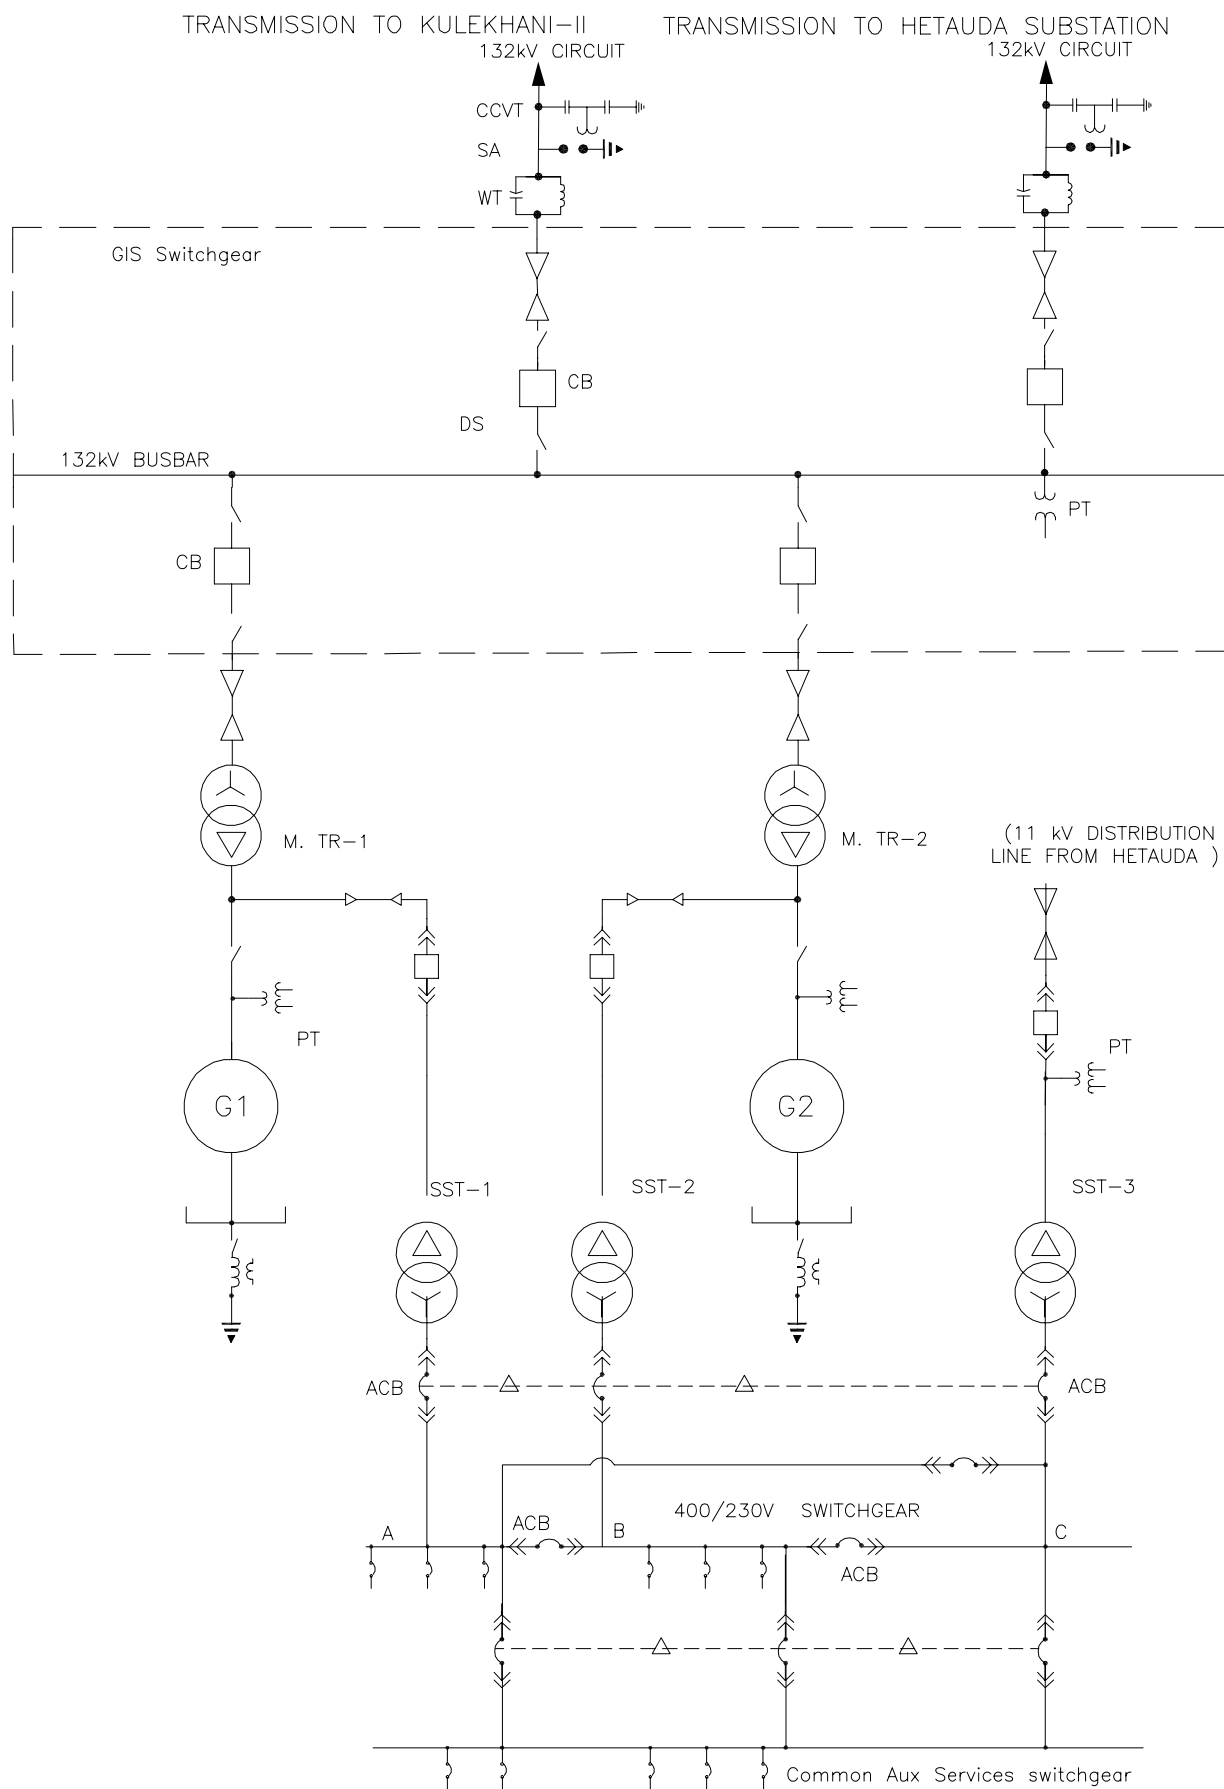 TRANSMISSION TO KULEKHANI-II
TRANSMISSION TO HETAUDA SUBSTATION
132kV CIRCUIT
132kV CIRCUIT
CCVT
SA
WT
GIS Switchgear
CB
DS
132kV BUSBAR
PT
CB
M. TR-1
M. TR-2
(11 kV DISTRIBUTION
LINE FROM HETAUDA )
PT
PT
G1
G2
SST-1
SST-2
SST-3
ACB
ACB
400/230V SWITCHGEAR
A
ACB
B
C
ACB
Common Aux Services switchgear